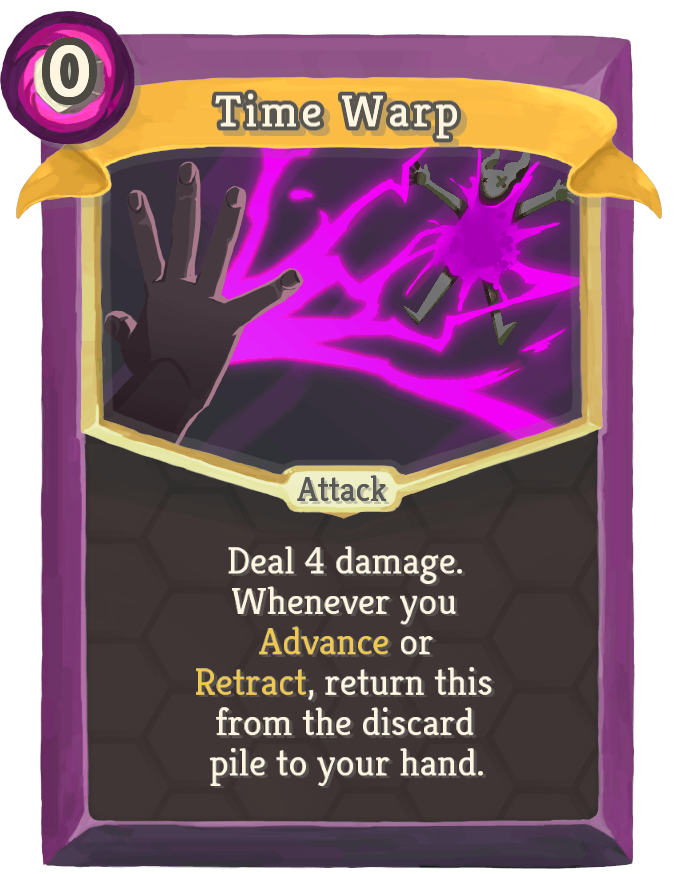 0
Time Warp
Attack
Deal 4 damage.
Whenever you
Advance or
Retract, return this
from the discard
pile to your hand.